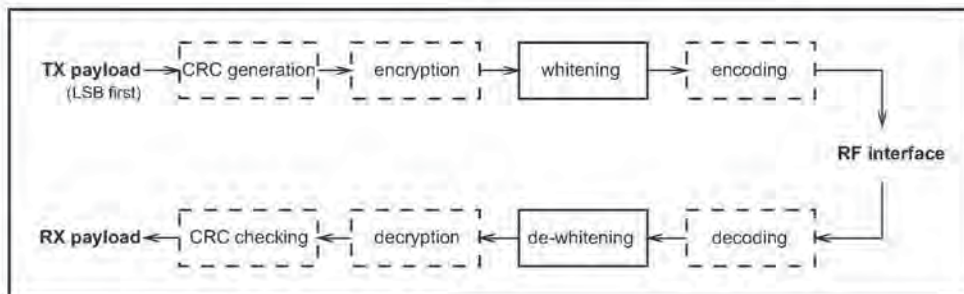 TX payload
(LSB first)
CRC generation
encryption
whitening
encoding
RF interface
RX payload
CRC checking
decryption
de-whitening
decoding